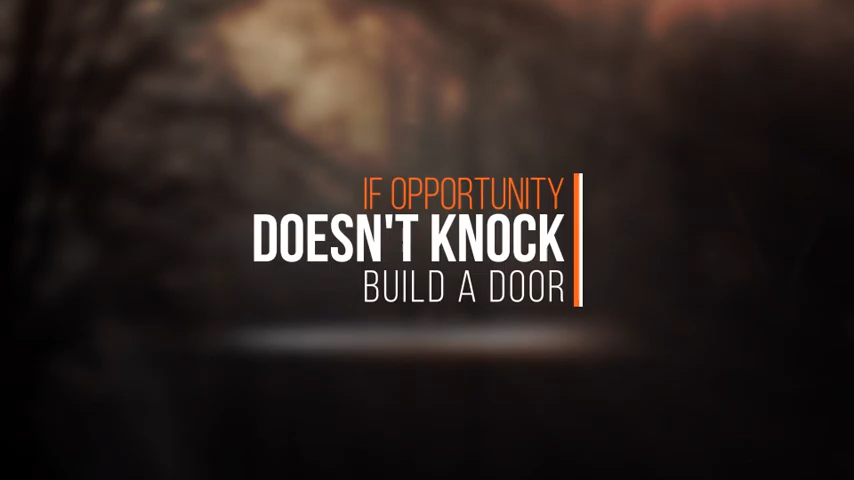 IF OPPORTUNITY
DOESN'T KNOCK
BUILD A DOOR